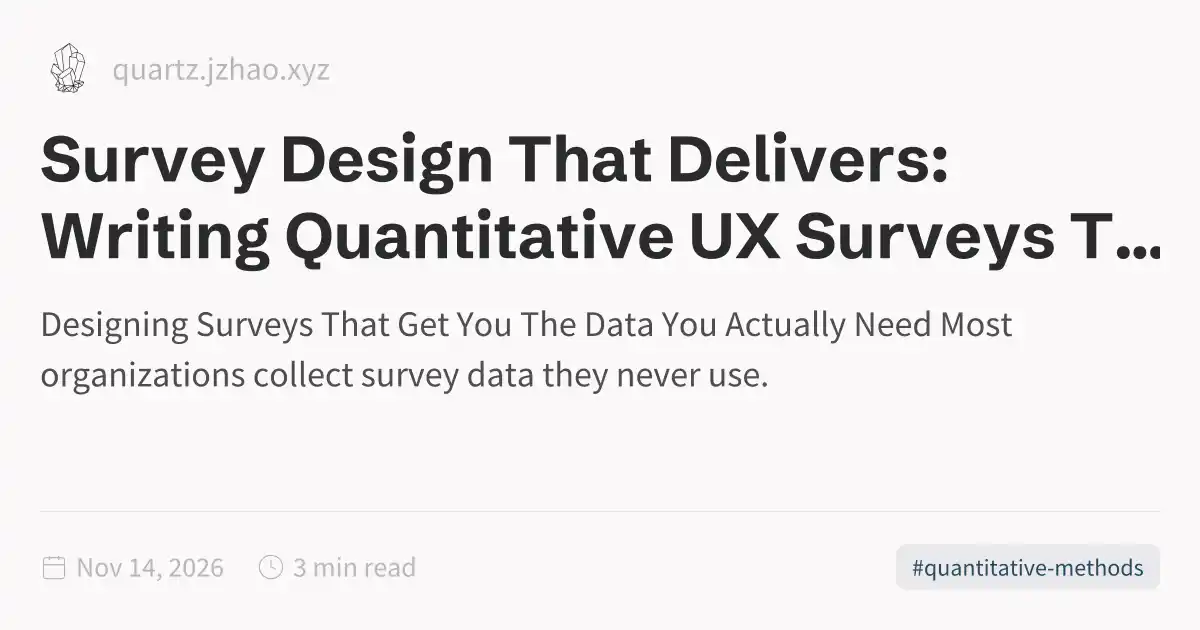 quartz.jzhao.xyz
Survey Design That Delivers:
Writing Quantitative UX Surveys T...
Designing Surveys That Get You The Data You Actually Need Most
organizations collect survey data they never use.
Nov 14, 2026
3 min read
#quantitative-methods